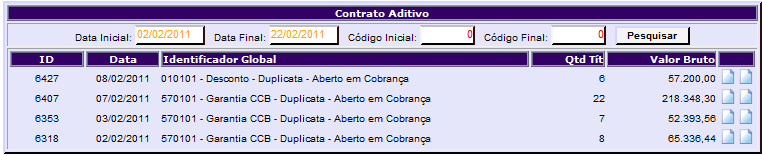 Contrato Aditivo
Data Inicial: 02/02/2011 Data Final: 22/02/2011 Código Inicial: 0 Código Final: 0 Pesquisar
ID Data Identificador Global Qtd Tít Valor Bruto
6427 08/02/2011 010101 - Desconto - Duplicata - Aberto em Cobrança 6 57.200,00
6407 07/02/2011 570101 - Garantia CCB - Duplicata - Aberto em Cobrança 22 218.348,30
6353 03/02/2011 570101 - Garantia CCB - Duplicata - Aberto em Cobrança 7 52.393,56
6318 02/02/2011 570101 - Garantia CCB - Duplicata - Aberto em Cobrança 8 65.336,44